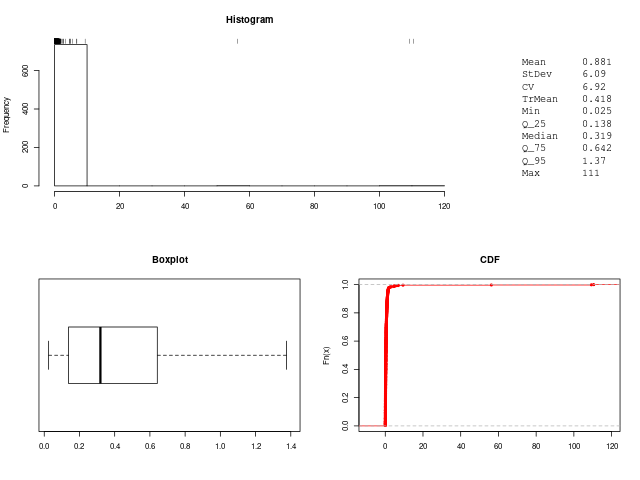 Histogram
Frequency
0
200
400
600
0 20 40 60 80 100 120
Mean 0.881
StDev 6.09
CV 6.92
TrMean 0.418
Min 0.025
Q_25 0.138
Median 0.319
Q_75 0.642
Q_95 1.37
Max 111
Boxplot
0.0 0.2 0.4 0.6 0.8 1.0 1.2 1.4
CDF
Fn(x)
0.0
0.2
0.4
0.6
0.8
1.0
0 20 40 60 80 100 120